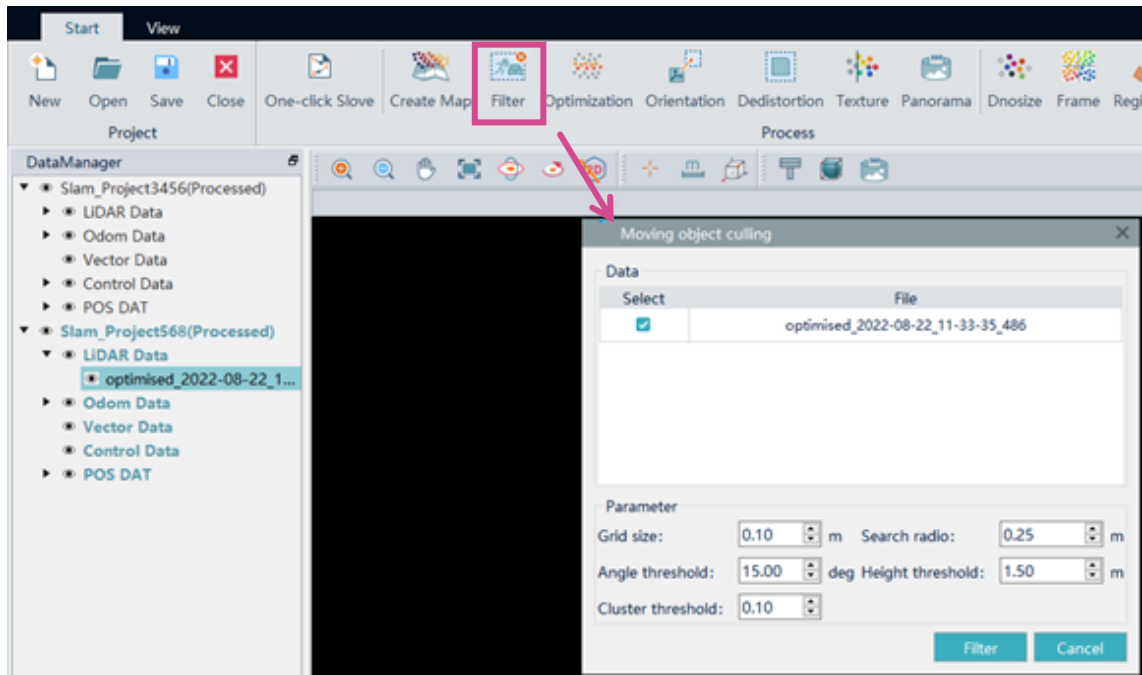 Start View
New Open Save Close One-click Slove Create Map Filter Optimization Orientation Dedistortion Texture Panorama Dnosize Frame Regi
Project Process
DataManager
Slam_Project3456(Processed)
LiDAR Data
Odom Data
Vector Data
Control Data
POS DAT
Slam_Project568(Processed)
LiDAR Data
optimised_2022-08-22_1...
Odom Data
Vector Data
Control Data
POS DAT
m
Moving object culling
Data
Select File
optimised_2022-08-22_11-33-35_486
Parameter
Grid size: 0.10 m Search radio: 0.25 m
Angle threshold: 15.00 deg Height threshold: 1.50 m
Cluster threshold: 0.10
Filter Cancel